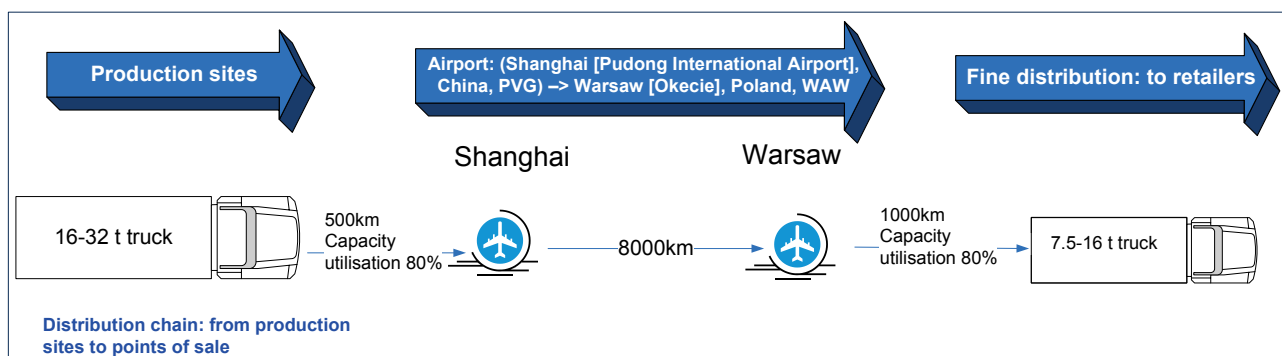 Production sites
Airport: (Shanghai [Pudong International Airport],
China, PVG) –> Warsaw [Okecie], Poland, WAW
Fine distribution: to retailers
Shanghai
Warsaw
16-32 t truck
500km
Capacity
utilisation 80%
8000km
1000km
Capacity
utilisation 80%
7.5-16 t truck
Distribution chain: from production
sites to points of sale